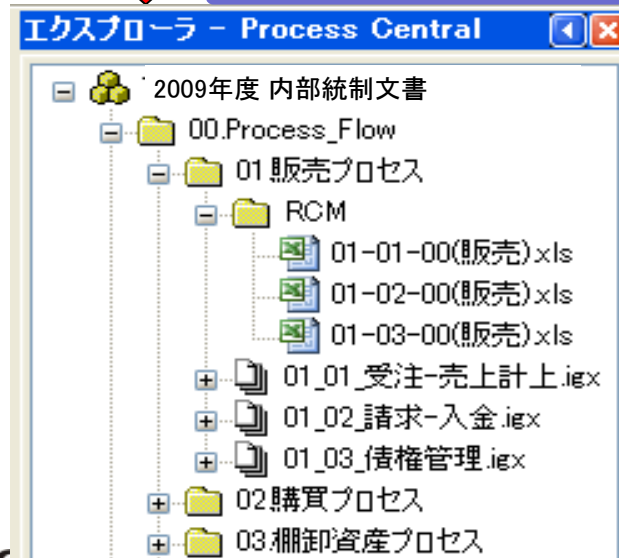 エクスプローラ - Process Central
2009年度 内部統制文書
00.Process_Flow
01.販売プロセス
RCM
01-01-00(販売).xls
01-02-00(販売).xls
01-03-00(販売).xls
01_01_受注-売上計上.igx
01_02_請求-入金.igx
01_03_債権管理.igx
02.購買プロセス
03.棚卸資産プロセス